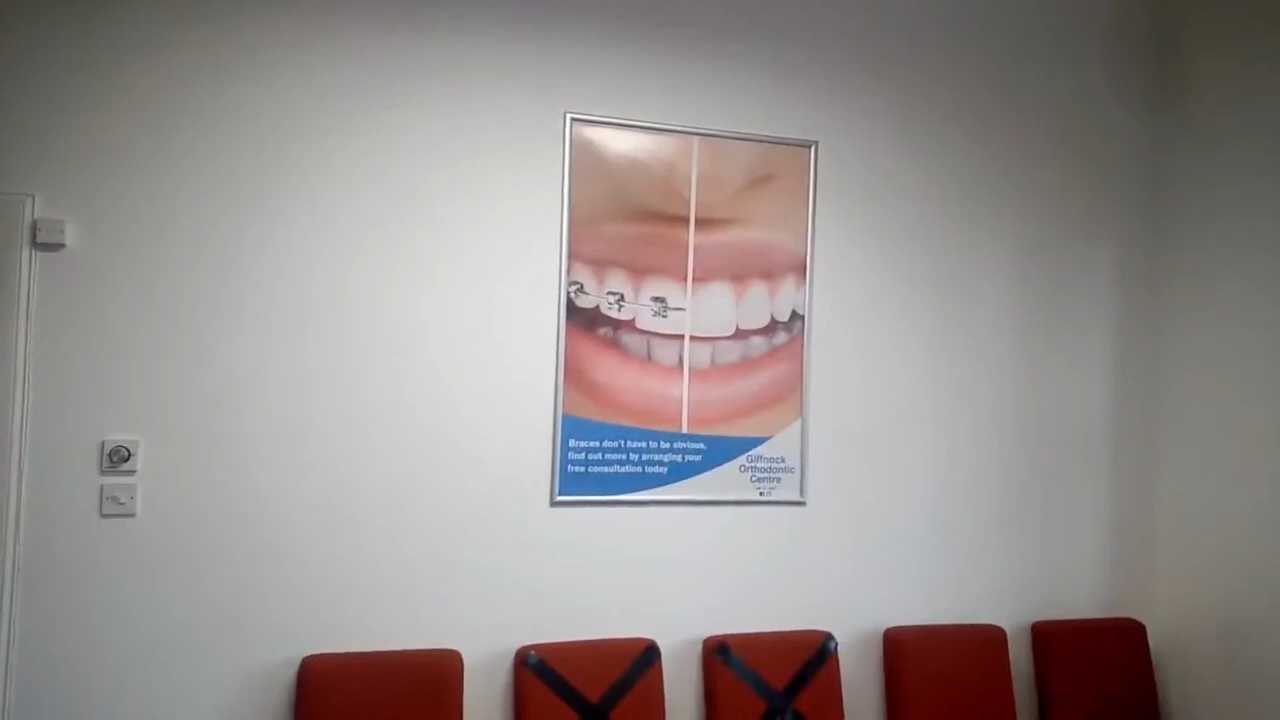 Braces don't have to be obvious,
find out more by arranging your
free consultation today
Giffnock
Orthodontic
Centre